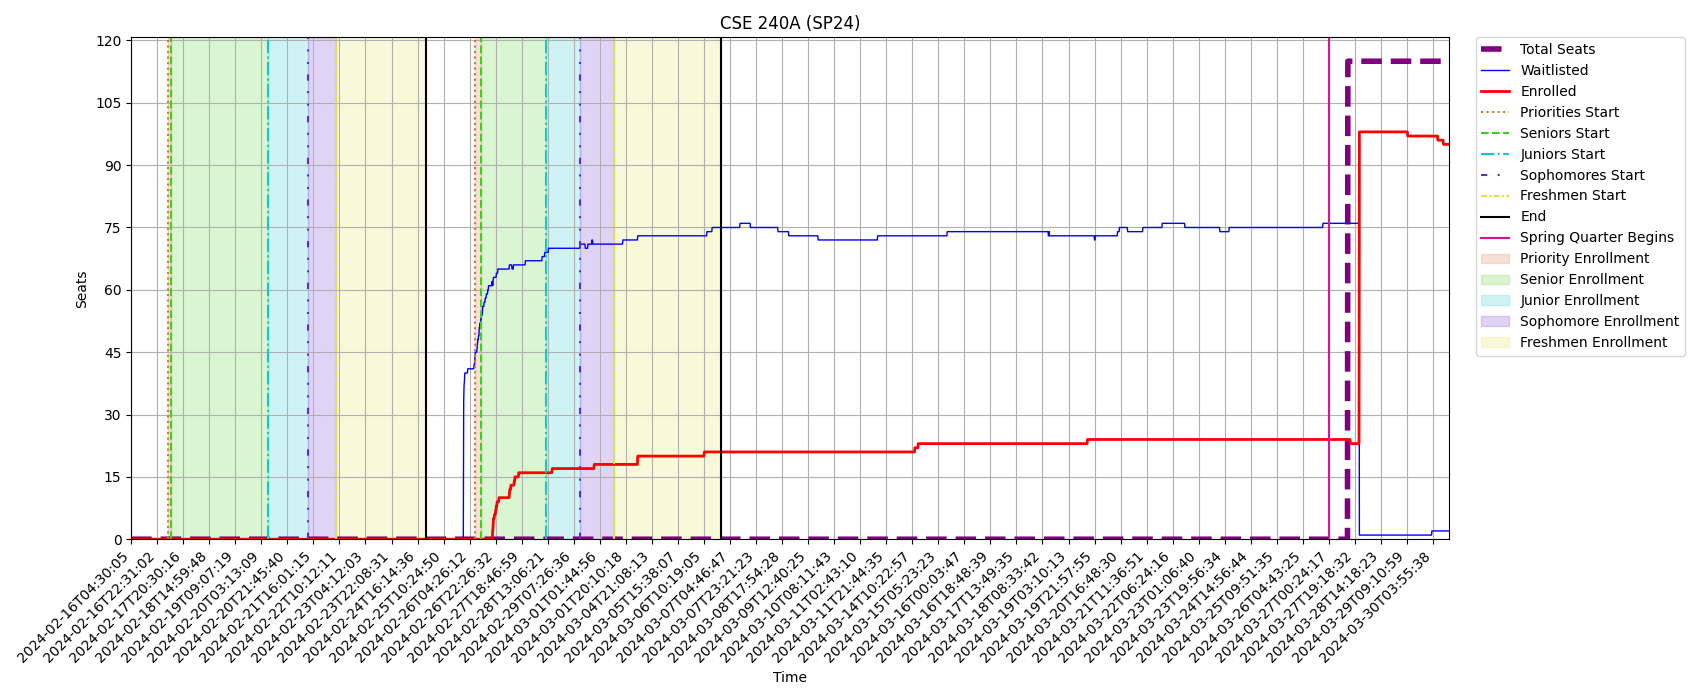 CSE 240A (SP24)
120
105
90
75
60
45
30
15
0
Seats
2024-02-16T04:30:05
2024-02-16T22:31:02
2024-02-17T20:30:16
2024-02-18T14:59:48
2024-02-19T09:07:19
2024-02-20T03:13:09
2024-02-20T21:45:40
2024-02-21T16:01:15
2024-02-22T10:12:11
2024-02-23T04:12:03
2024-02-23T22:08:31
2024-02-24T16:14:36
2024-02-25T10:24:50
2024-02-26T04:26:12
2024-02-26T22:26:32
2024-02-27T18:46:59
2024-02-28T13:06:21
2024-02-29T07:26:36
2024-03-01T01:44:56
2024-03-01T20:10:18
2024-03-04T21:08:13
2024-03-05T15:38:07
2024-03-06T10:19:05
2024-03-07T04:46:47
2024-03-07T23:21:23
2024-03-08T17:54:28
2024-03-09T12:40:25
2024-03-10T08:11:43
2024-03-11T02:43:10
2024-03-11T21:44:35
2024-03-14T10:22:57
2024-03-15T05:23:23
2024-03-16T00:03:47
2024-03-16T18:48:39
2024-03-17T13:49:35
2024-03-18T08:33:42
2024-03-19T03:10:13
2024-03-19T21:57:55
2024-03-20T16:48:30
2024-03-21T11:36:51
2024-03-22T06:24:16
2024-03-23T01:06:40
2024-03-23T19:56:34
2024-03-24T14:56:44
2024-03-25T09:51:35
2024-03-26T04:43:25
2024-03-27T00:24:17
2024-03-27T19:18:32
2024-03-28T14:18:23
2024-03-29T09:10:59
2024-03-30T03:55:38
Time
Total Seats
Waitlisted
Enrolled
Priorities Start
Seniors Start
Juniors Start
Sophomores Start
Freshmen Start
End
Spring Quarter Begins
Priority Enrollment
Senior Enrollment
Junior Enrollment
Sophomore Enrollment
Freshmen Enrollment